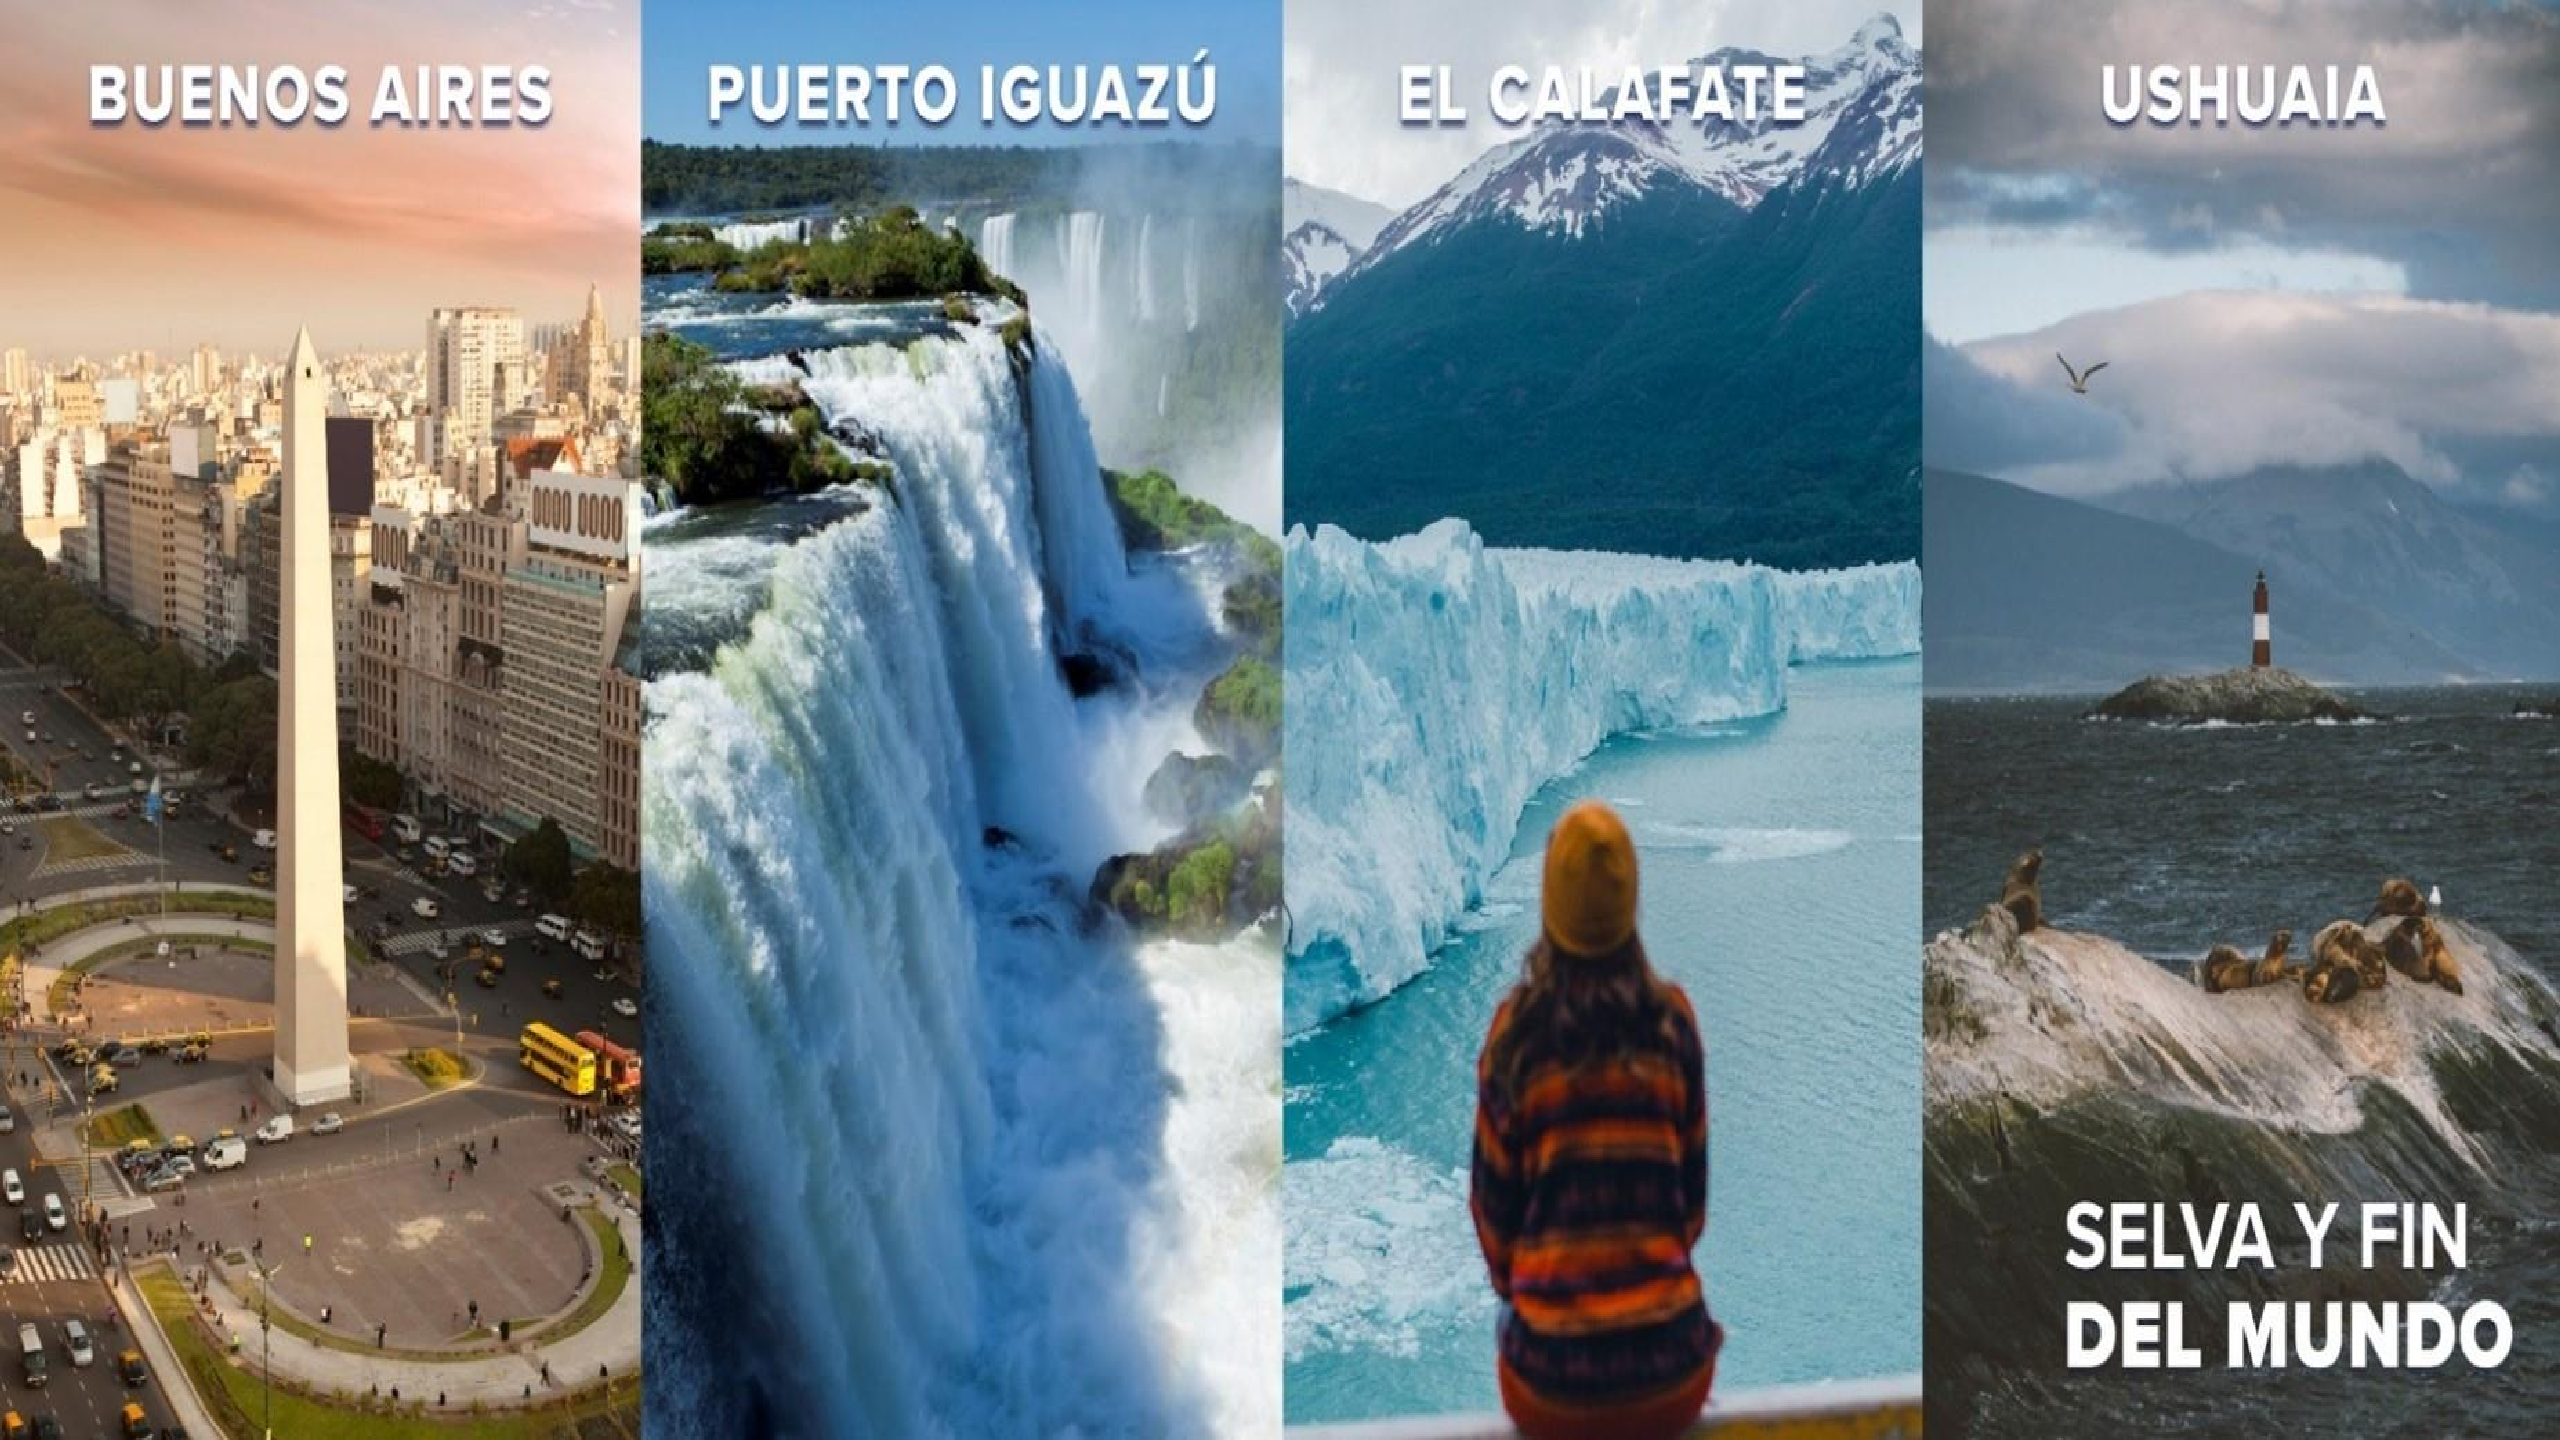 BUENOS AIRES
PUERTO IGUAZÚ
EL CALAFATE
USHUAIA
SELVA Y FIN
DEL MUNDO